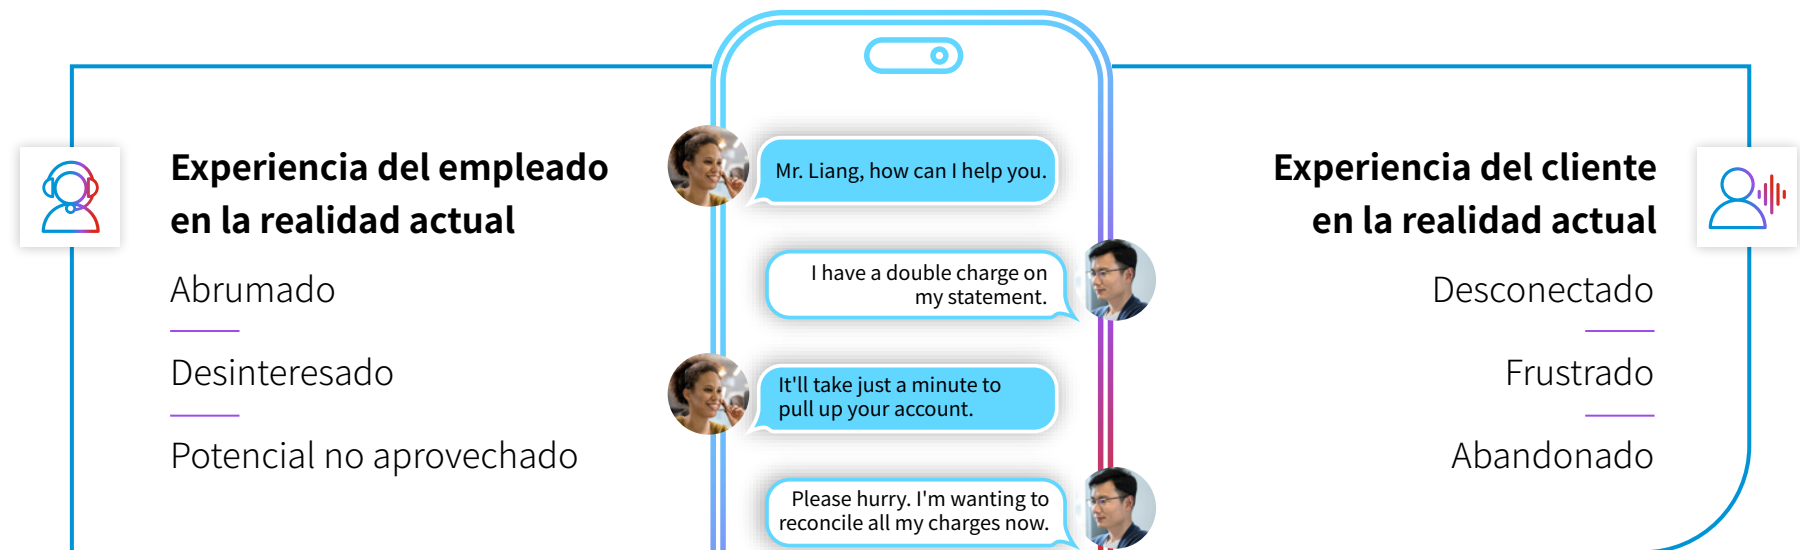 Experiencia del empleado
en la realidad actual
Abrumado
Desinteresado
Potencial no aprovechado
Mr. Liang, how can I help you.
I have a double charge on
my statement.
It'll take just a minute to
pull up your account.
Please hurry. I'm wanting to
reconcile all my charges now.
Experiencia del cliente
en la realidad actual
Desconectado
Frustrado
Abandonado